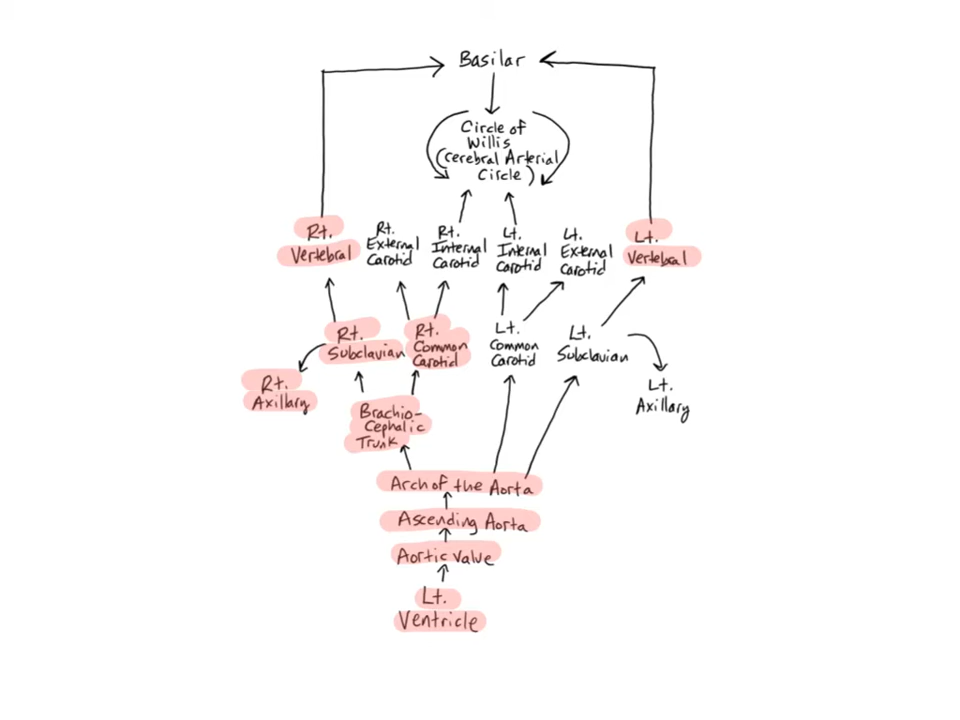 Basilar
Circle of
Willis
(cerebral Arterial
Circle)
Rt.
Vertebral
Rt.
External
Carotid
Rt.
Internal
Carotid
Lt.
Internal
Carotid
Lt.
External
Carotid
Lt.
Vertebral
Rt.
Subclavian
Rt.
Common
Carotid
Lt.
Common
Carotid
Lt.
Subclavian
Rt.
Axillary
Lt.
Axillary
Brachio-
Cephalic
Trunk
Arch of the Aorta
Ascending Aorta
Aortic Valve
Lt.
Ventricle